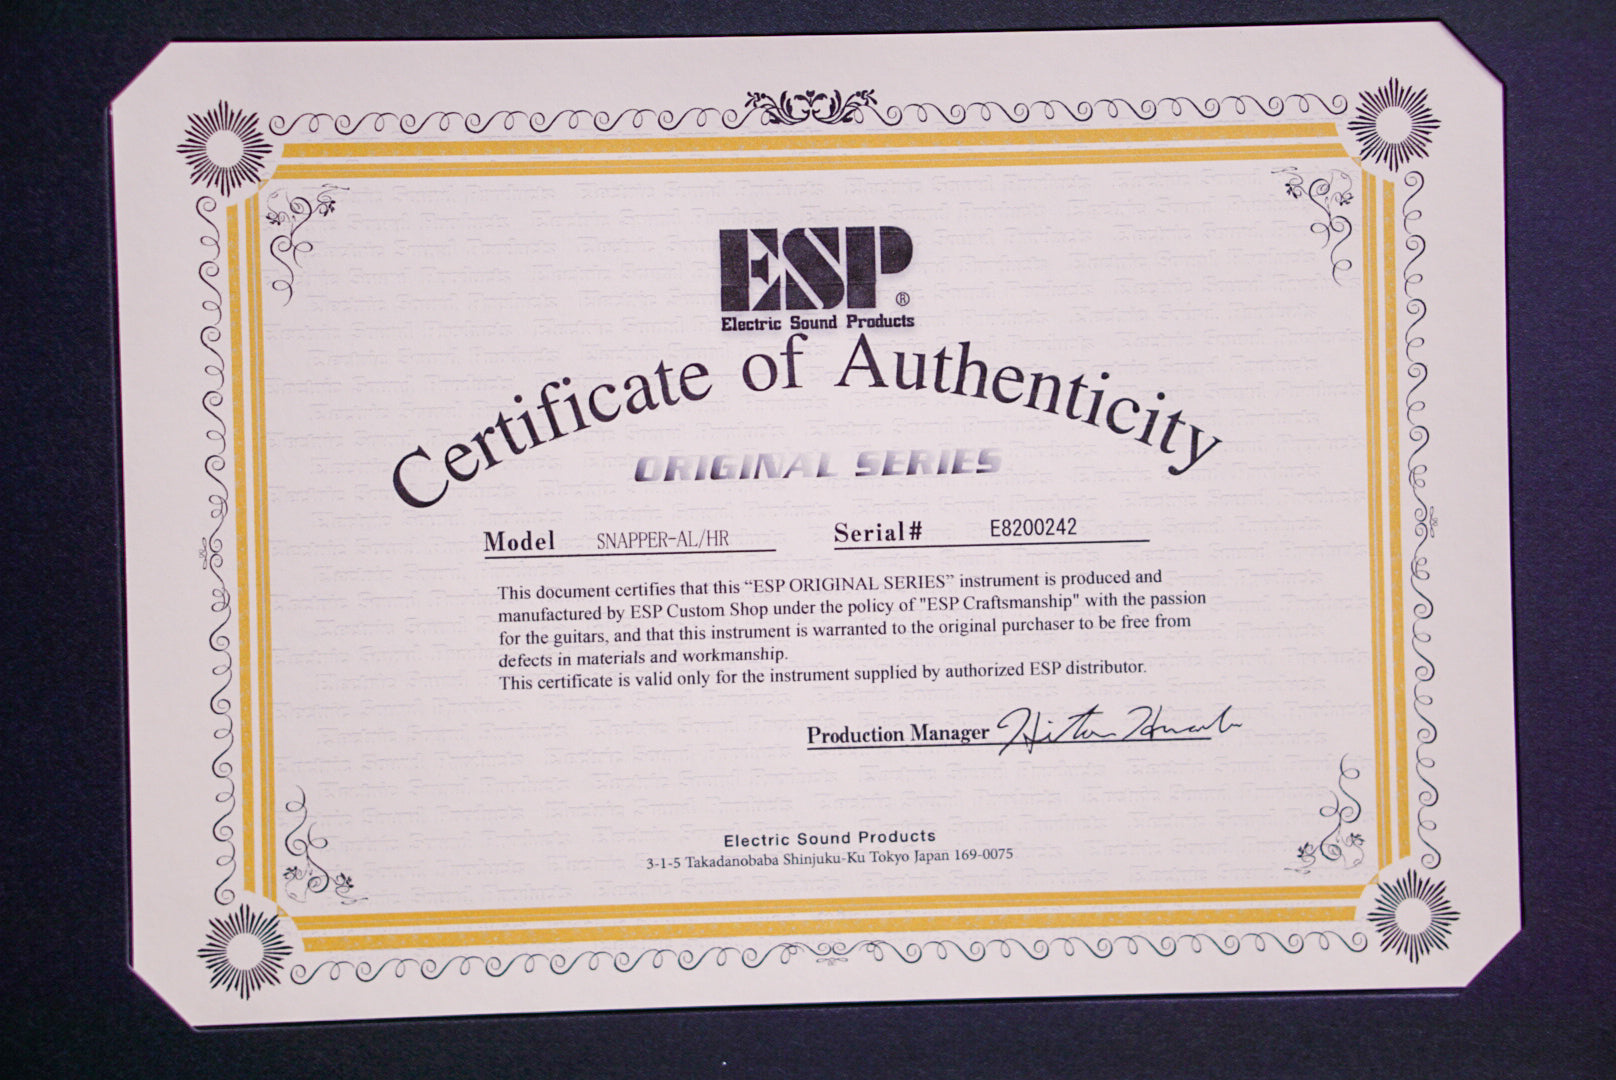 ESP®
Electric Sound Products
Certificate of Authenticity
ORIGINAL SERIES
Model SNAPPER-AL/HR Serial# E8200242
This document certifies that this “ESP ORIGINAL SERIES” instrument is produced and
manufactured by ESP Custom Shop under the policy of "ESP Craftsmanship" with the passion
for the guitars, and that this instrument is warranted to the original purchaser to be free from
defects in materials and workmanship.
This certificate is valid only for the instrument supplied by authorized ESP distributor.
Production Manager
Electric Sound Products
3-1-5 Takadanobaba Shinjuku-Ku Tokyo Japan 169-0075